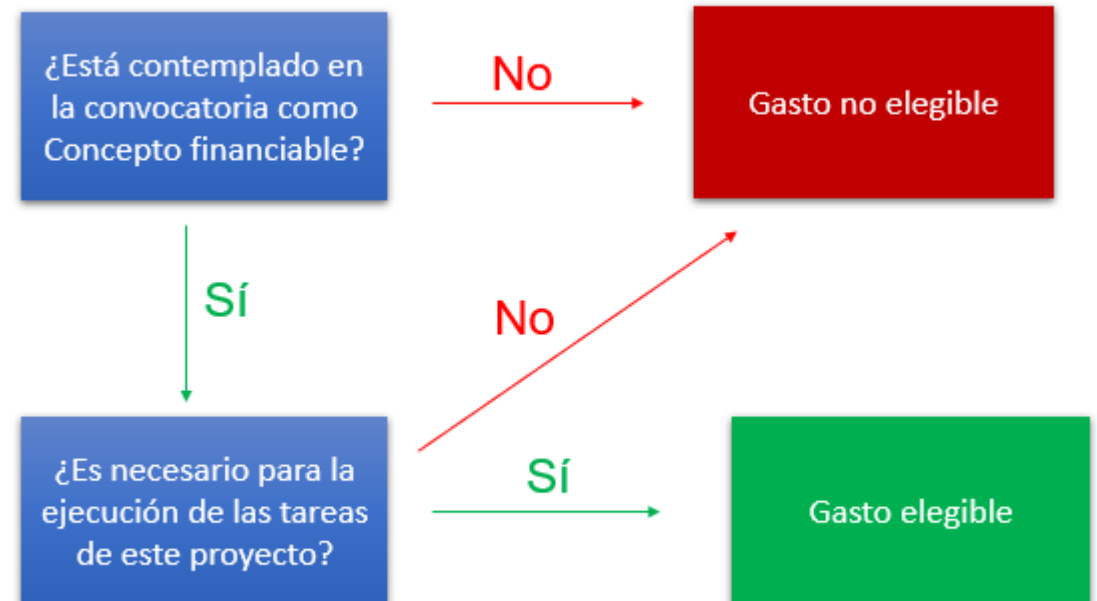 ¿Está contemplado en
la convocatoria como
Concepto financiable?
No
Gasto no elegible
Sí
No
¿Es necesario para la
ejecución de las tareas
de este proyecto?
Sí
Gasto elegible